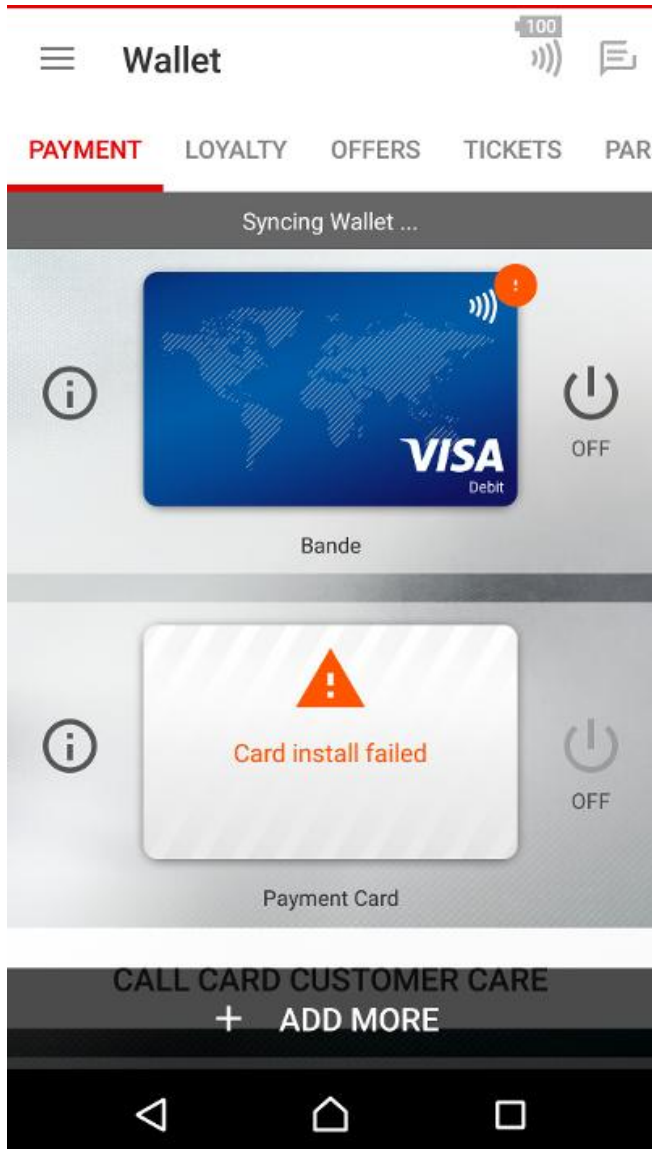 100
Wallet
PAYMENT LOYALTY OFFERS TICKETS PAR
Syncing Wallet ...
VISA
Debit
OFF
Bande
Card install failed
OFF
Payment Card
CALL CARD CUSTOMER CARE
+ ADD MORE